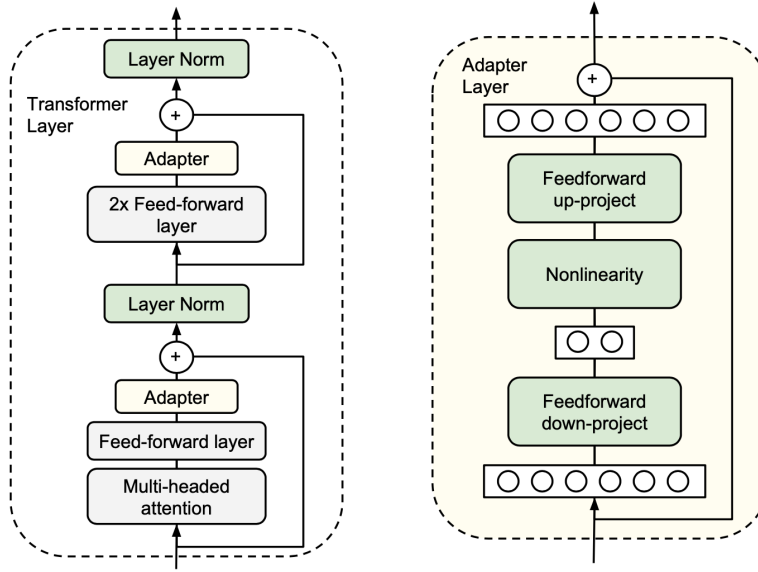 Layer Norm
Transformer
Layer
+
Adapter
2x Feed-forward
layer
Layer Norm
+
Adapter
Feed-forward layer
Multi-headed
attention
Adapter
Layer
+
Feedforward
up-project
Nonlinearity
Feedforward
down-project